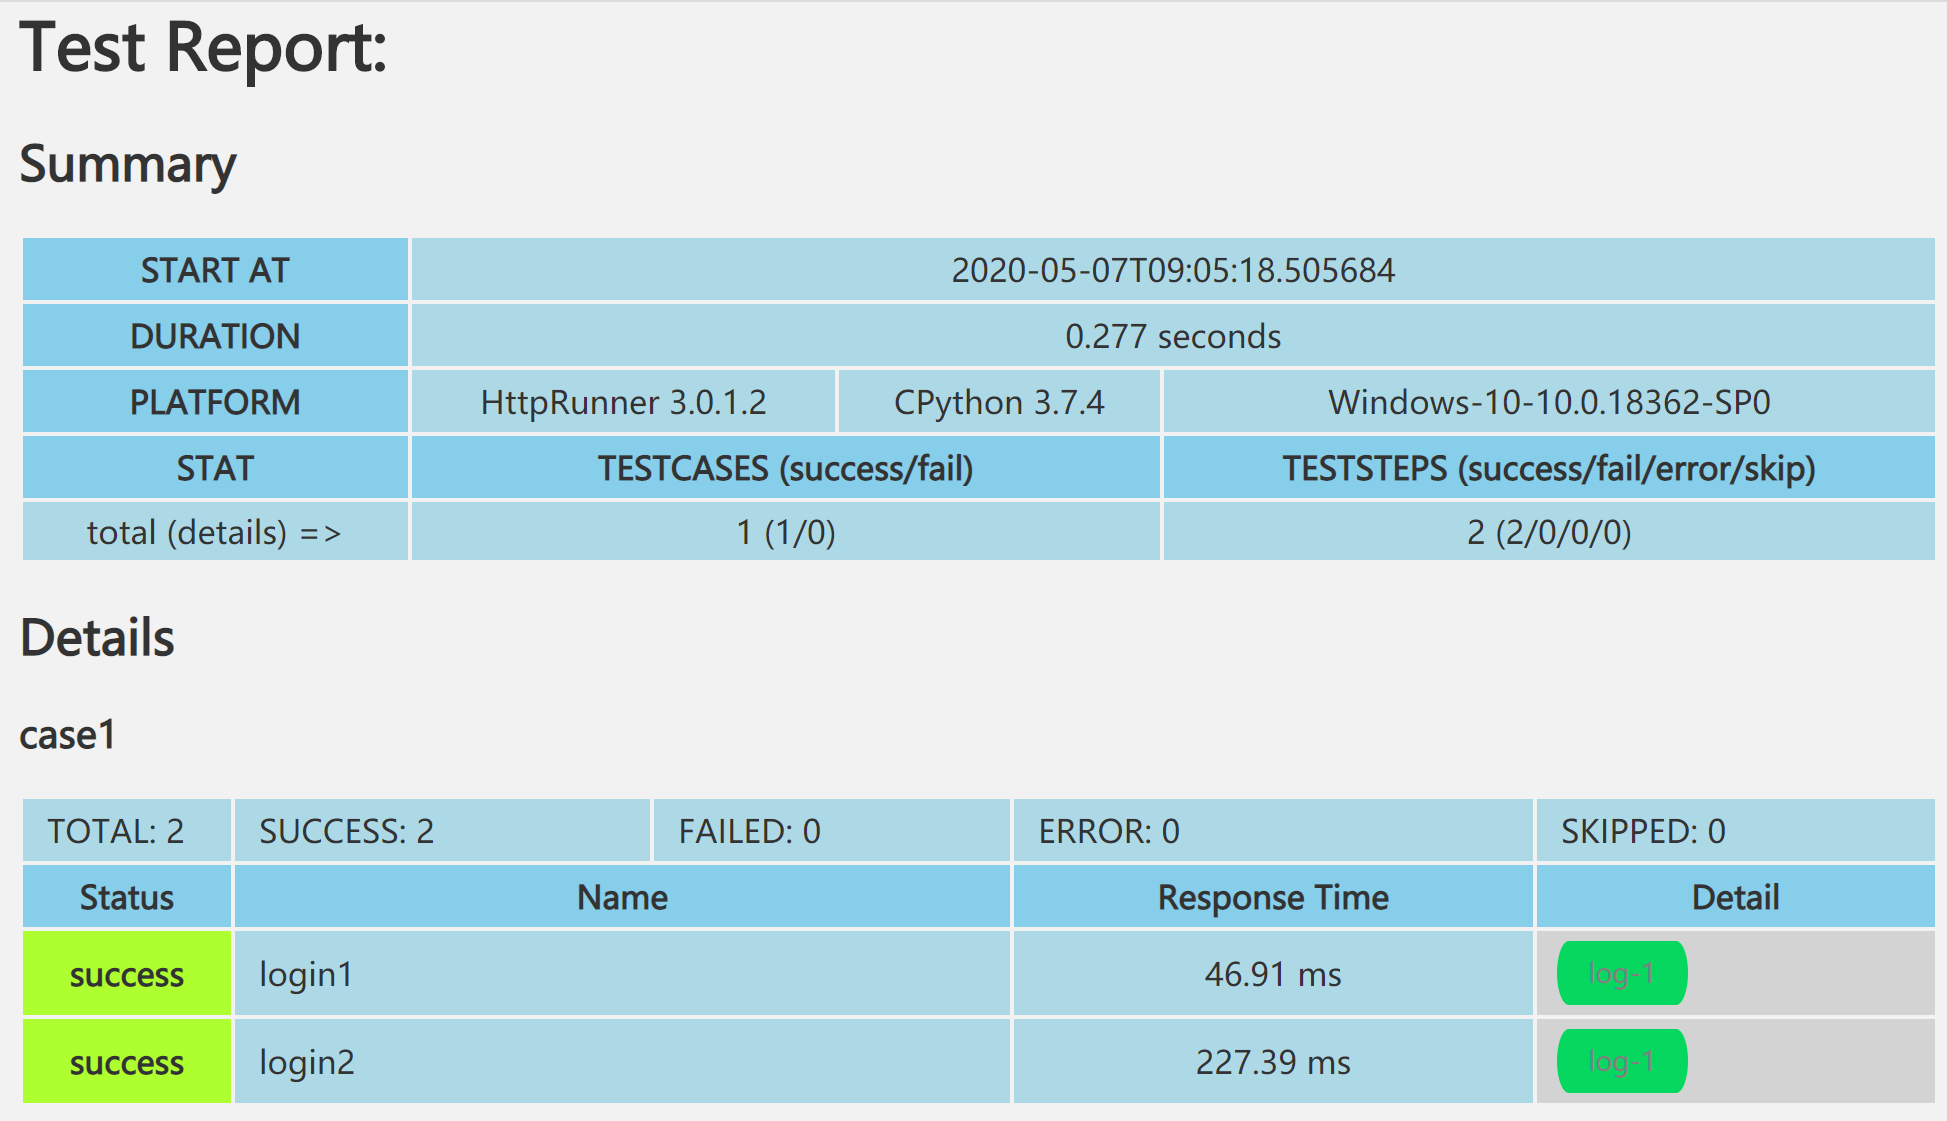 Test Report:
Summary
START AT 2020-05-07T09:05:18.505684
DURATION 0.277 seconds
PLATFORM HttpRunner 3.0.1.2 CPython 3.7.4 Windows-10-10.0.18362-SP0
STAT TESTCASES (success/fail) TESTSTEPS (success/fail/error/skip)
total (details) => 1 (1/0) 2 (2/0/0/0)
Details
case1
TOTAL: 2 SUCCESS: 2 FAILED: 0 ERROR: 0 SKIPPED: 0
Status Name Response Time Detail
success login1 46.91 ms log-1
success login2 227.39 ms log-1